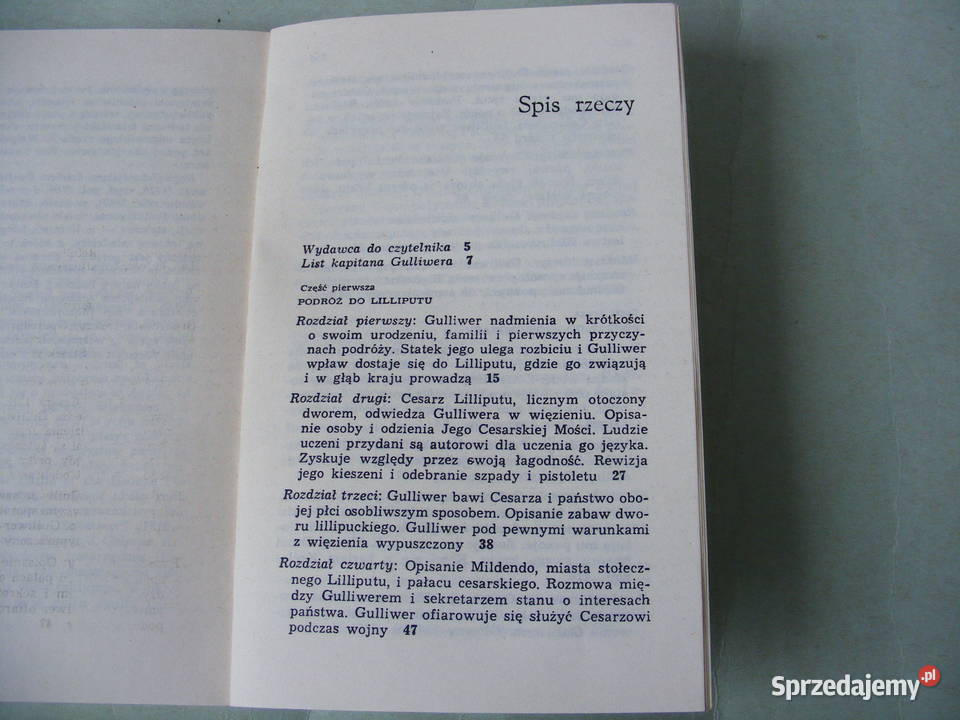 Spis rzeczy
Wydawca do czytelnika 5
List kapitana Gulliwera 7
Część pierwsza
PODRÓŻ DO LILLIPUTU
Rozdział pierwszy: Gulliwer nadmienia w krótkości
o swoim urodzeniu, familii i pierwszych przyczy-
nach podróży. Statek jego ulega rozbiciu i Gulliwer
wpław dostaje się do Lilliputu, gdzie go związują
i w głąb kraju prowadzą 15
Rozdział drugi: Cesarz Lilliputu, licznym otoczony
dworem, odwiedza Gulliwera w więzieniu. Opisa-
nie osoby i odzienia Jego Cesarskiej Mości. Ludzie
uczeni przydani są autorowi dla uczenia go języka.
Zyskuje względy przez swoją łagodność. Rewizja
jego kieszeni i odebranie szpady i pistoletu 27
Rozdział trzeci: Gulliwer bawi Cesarza i państwo obo-
jej płci osobliwszym sposobem. Opisanie zabaw dwo-
ru lillipuckiego. Gulliwer pod pewnymi warunkami
z więzienia wypuszczony 38
Rozdział czwarty: Opisanie Mildendo, miasta stołecz-
nego Lilliputu, i pałacu cesarskiego. Rozmowa mię-
dzy Gulliwerem i sekretarzem stanu o interesach
państwa. Gulliwer ofiarowuje się służyć Cesarzowi
podczas wojny 47
Sprzedajemy.pl